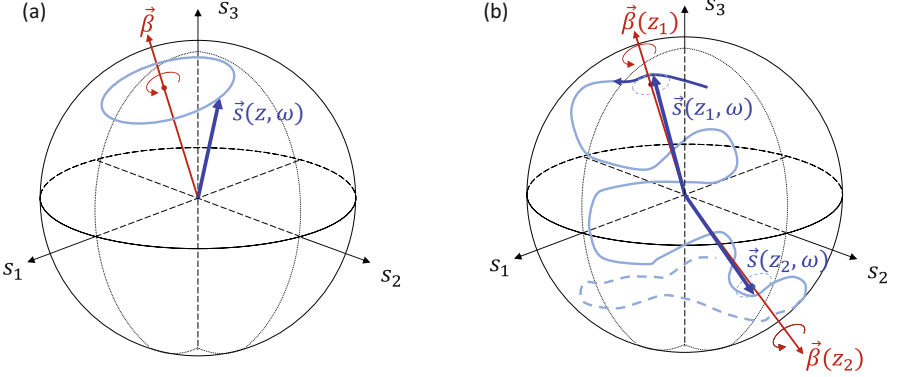 (a)
s₃
β⃗
s⃗(z, ω)
s₁
s₂
(b)
s₃
β⃗(z₁)
s⃗(z₁, ω)
s⃗(z₂, ω)
s₁
s₂
β⃗(z₂)